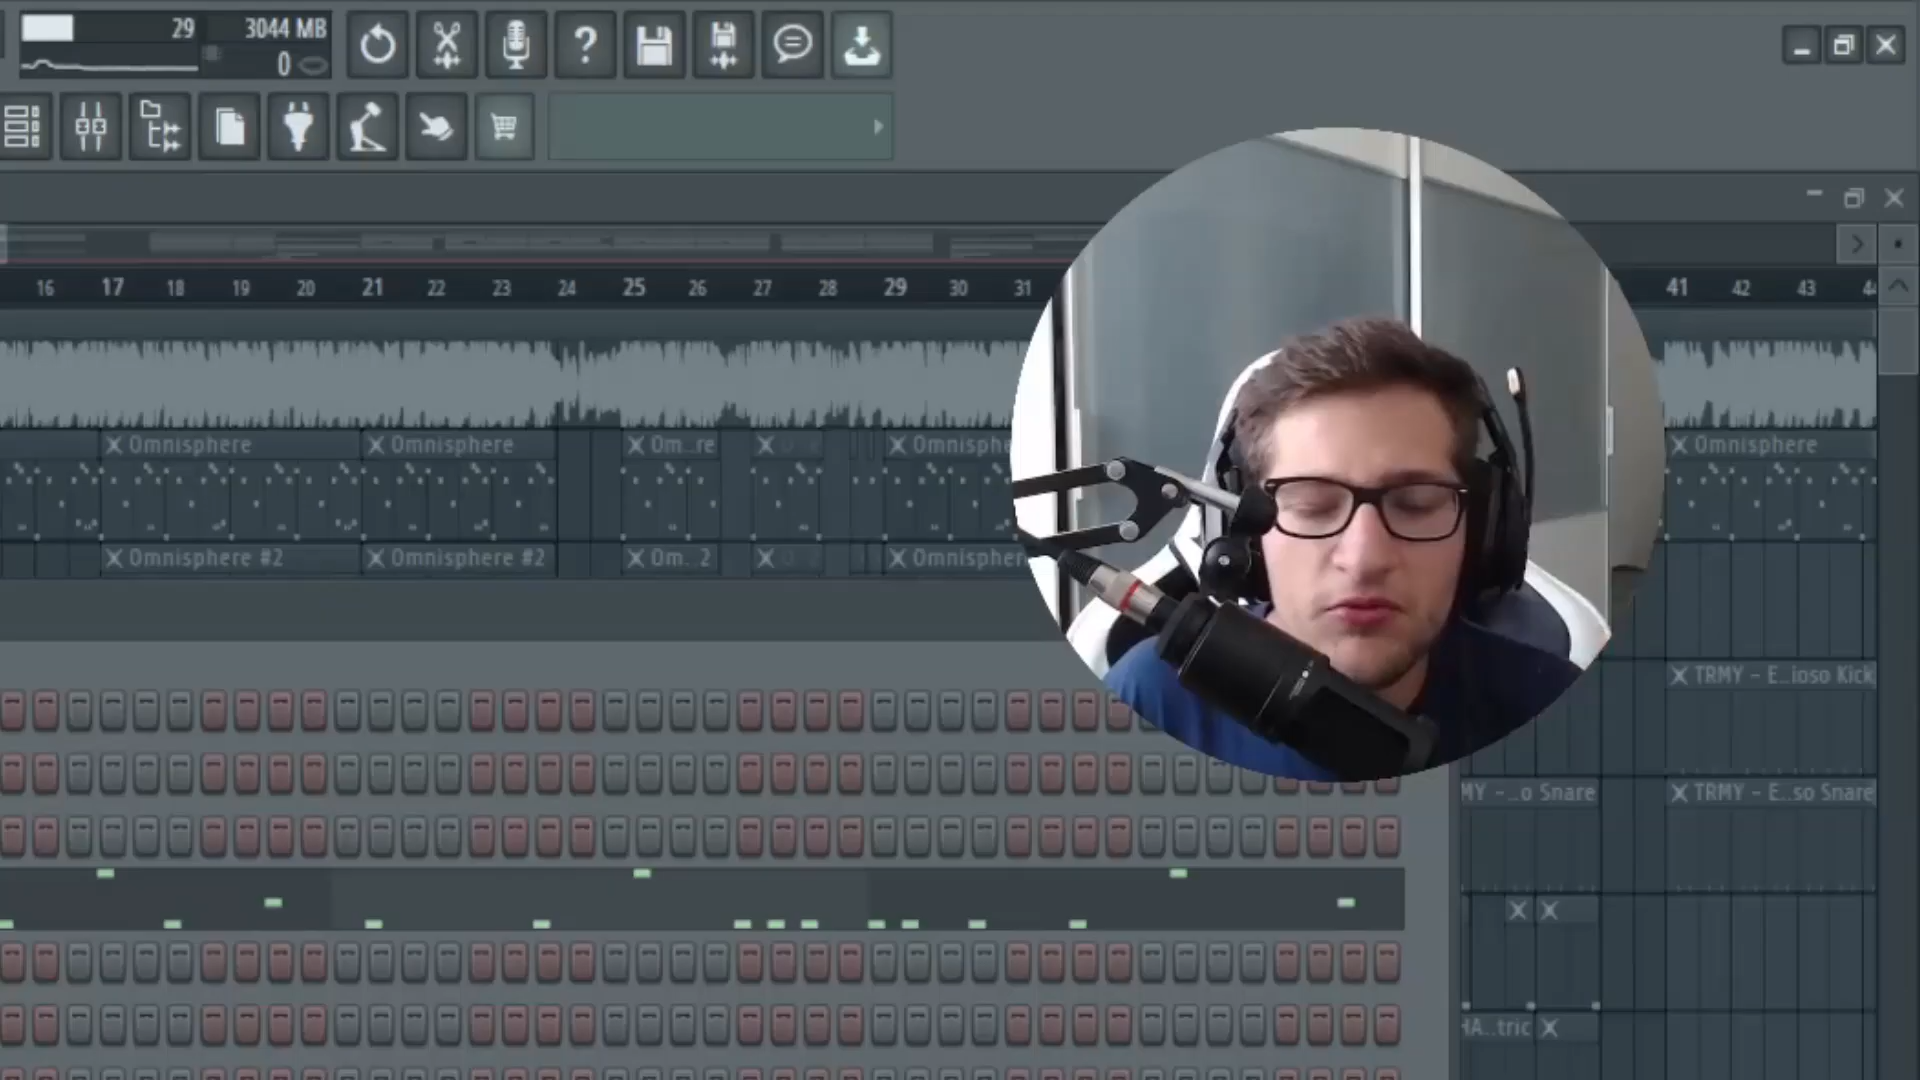 29 3044 MB
0
?
16 17 18 19 20 21 22 23 24 25 26 27 28 29 30 31 41 42 43
Omnisphere Omnisphere Om...re Omnisphe Omnisphere
Omnisphere #2 Omnisphere #2 Om...2 Omnispher
TRMY - E...ioso Kick
MY -...o Snare TRMY - E...so Snare
HA...tric